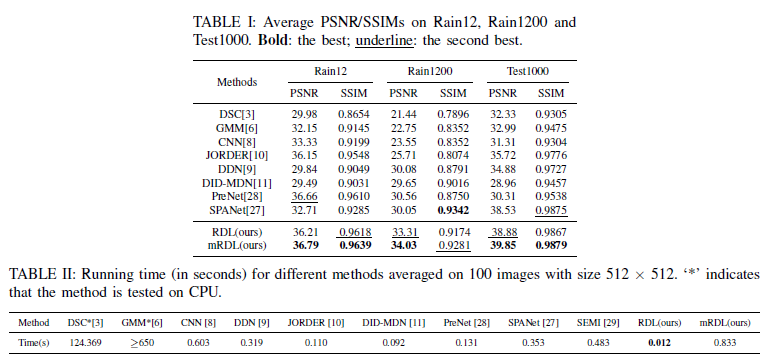 TABLE I: Average PSNR/SSIMs on Rain12, Rain1200 and
Test1000. Bold: the best; underline: the second best.
Methods Rain12 Rain1200 Test1000
PSNR SSIM PSNR SSIM PSNR SSIM
DSC[3] 29.98 0.8654 21.44 0.7896 32.33 0.9305
GMM[6] 32.15 0.9145 22.75 0.8352 32.99 0.9475
CNN[8] 33.33 0.9199 23.55 0.8352 31.31 0.9304
JORDER[10] 36.15 0.9548 25.71 0.8074 35.72 0.9776
DDN[9] 29.84 0.9049 30.08 0.8791 34.88 0.9727
DID-MDN[11] 29.49 0.9031 29.65 0.9016 28.96 0.9457
PreNet[28] 36.66 0.9610 30.56 0.8750 30.31 0.9538
SPANet[27] 32.71 0.9285 30.05 0.9342 38.53 0.9875
RDL(ours) 36.21 0.9618 33.31 0.9174 38.88 0.9867
mRDL(ours) 36.79 0.9639 34.03 0.9281 39.85 0.9879
TABLE II: Running time (in seconds) for different methods averaged on 100 images with size 512 × 512. ‘*’ indicates
that the method is tested on CPU.
Method DSC*[3] GMM*[6] CNN [8] DDN [9] JORDER [10] DID-MDN [11] PreNet [28] SPANet [27] SEMI [29] RDL(ours) mRDL(ours)
Time(s) 124.369 ≥650 0.603 0.319 0.110 0.092 0.131 0.353 0.483 0.012 0.833